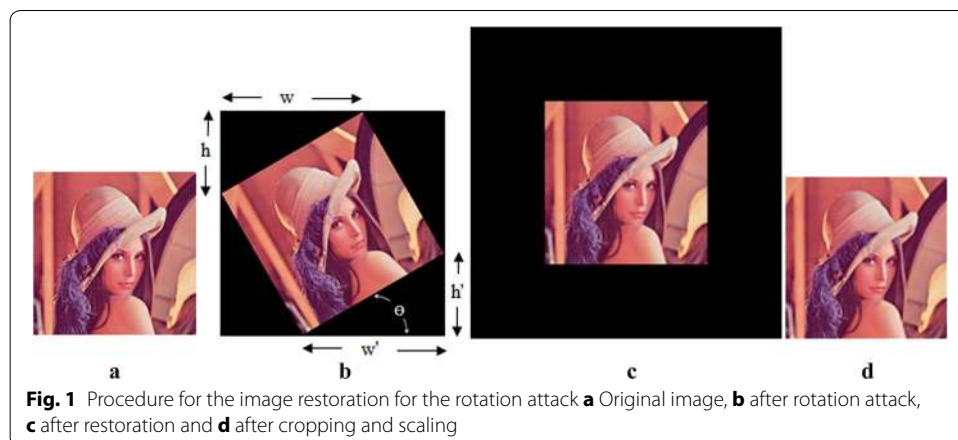 w
h
h'
Θ
w'
a b c d
Fig. 1 Procedure for the image restoration for the rotation attack a Original image, b after rotation attack,
c after restoration and d after cropping and scaling